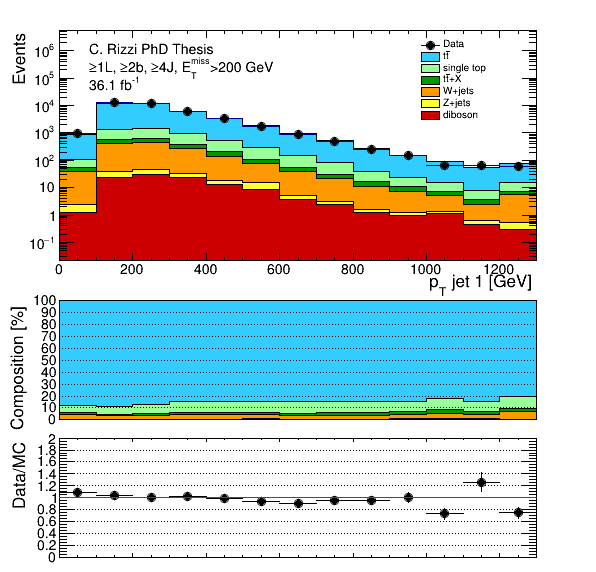 Events
10⁶
10⁵
10⁴
10³
10²
10
1
10⁻¹
C. Rizzi PhD Thesis
≥1L, ≥2b, ≥4J, E_T^miss>200 GeV
36.1 fb⁻¹
Data
tt̄
single top
tt̄+X
W+jets
Z+jets
diboson
0 200 400 600 800 1000 1200
p_T jet 1 [GeV]
Composition [%]
100
90
80
70
60
50
40
30
20
10
0
Data/MC
2
1.8
1.6
1.4
1.2
1
0.8
0.6
0.4
0.2
0